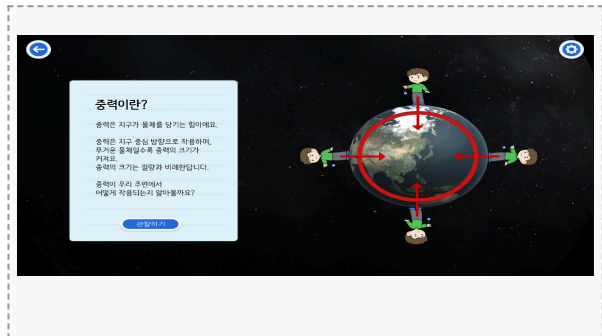 중력이란?
중력은 지구가 물체를 당기는 힘이에요.
중력은 지구 중심 방향으로 작용하며,
무거운 물체일수록 중력의 크기가
커져요.
중력의 크기는 질량과 비례한답니다.
중력이 우리 주변에서
어떻게 작용되는지 알아볼까요?
관찰하기